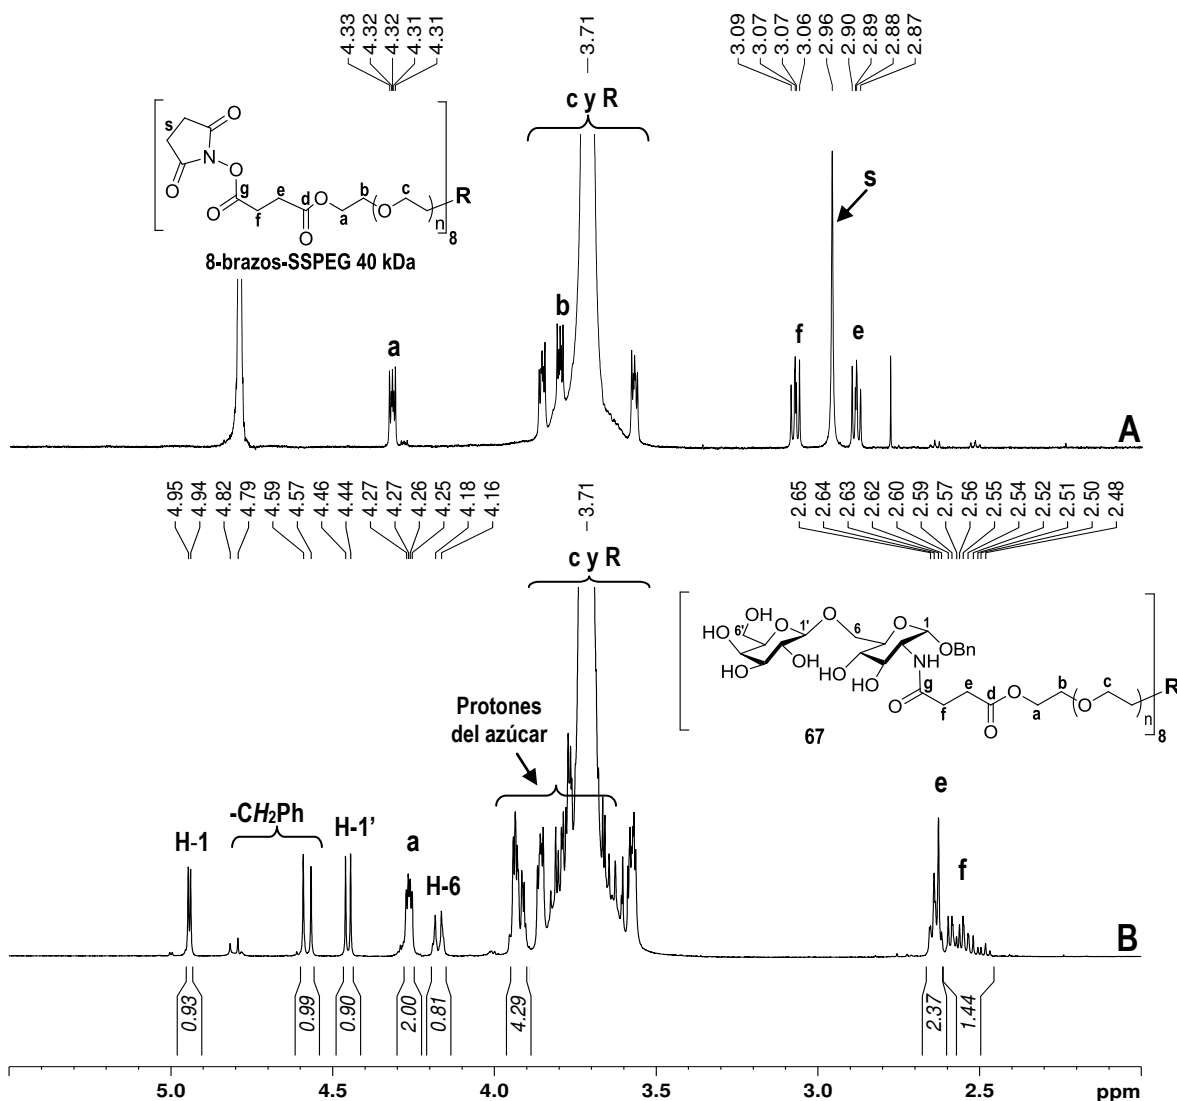 4.33
4.32
4.32
4.31
4.31
3.71
3.09
3.07
3.07
3.06
2.96
2.90
2.89
2.88
2.87
c y R
s
O
N
O
O
g
f
e
d
O
O
O
a
b
O
c
n
8
R
8-brazos-SSPEG 40 kDa
a
b
f
s
e
A
4.95
4.94
4.82
4.79
4.59
4.57
4.46
4.44
4.27
4.27
4.26
4.25
4.18
4.16
3.71
2.65
2.64
2.63
2.62
2.60
2.59
2.57
2.56
2.55
2.54
2.52
2.51
2.50
2.48
c y R
OH
6'
HO
HO
OH
O
1'
O
6
O
1
OBn
HO
HO
NH
O
g
f
e
d
O
O
a
b
O
c
n
8
R
67
Protones
del azúcar
H-1
-CH2Ph
H-1’
a
H-6
e
f
B
0.93
0.99
0.90
2.00
0.81
4.29
2.37
1.44
5.0
4.5
4.0
3.5
3.0
2.5
ppm